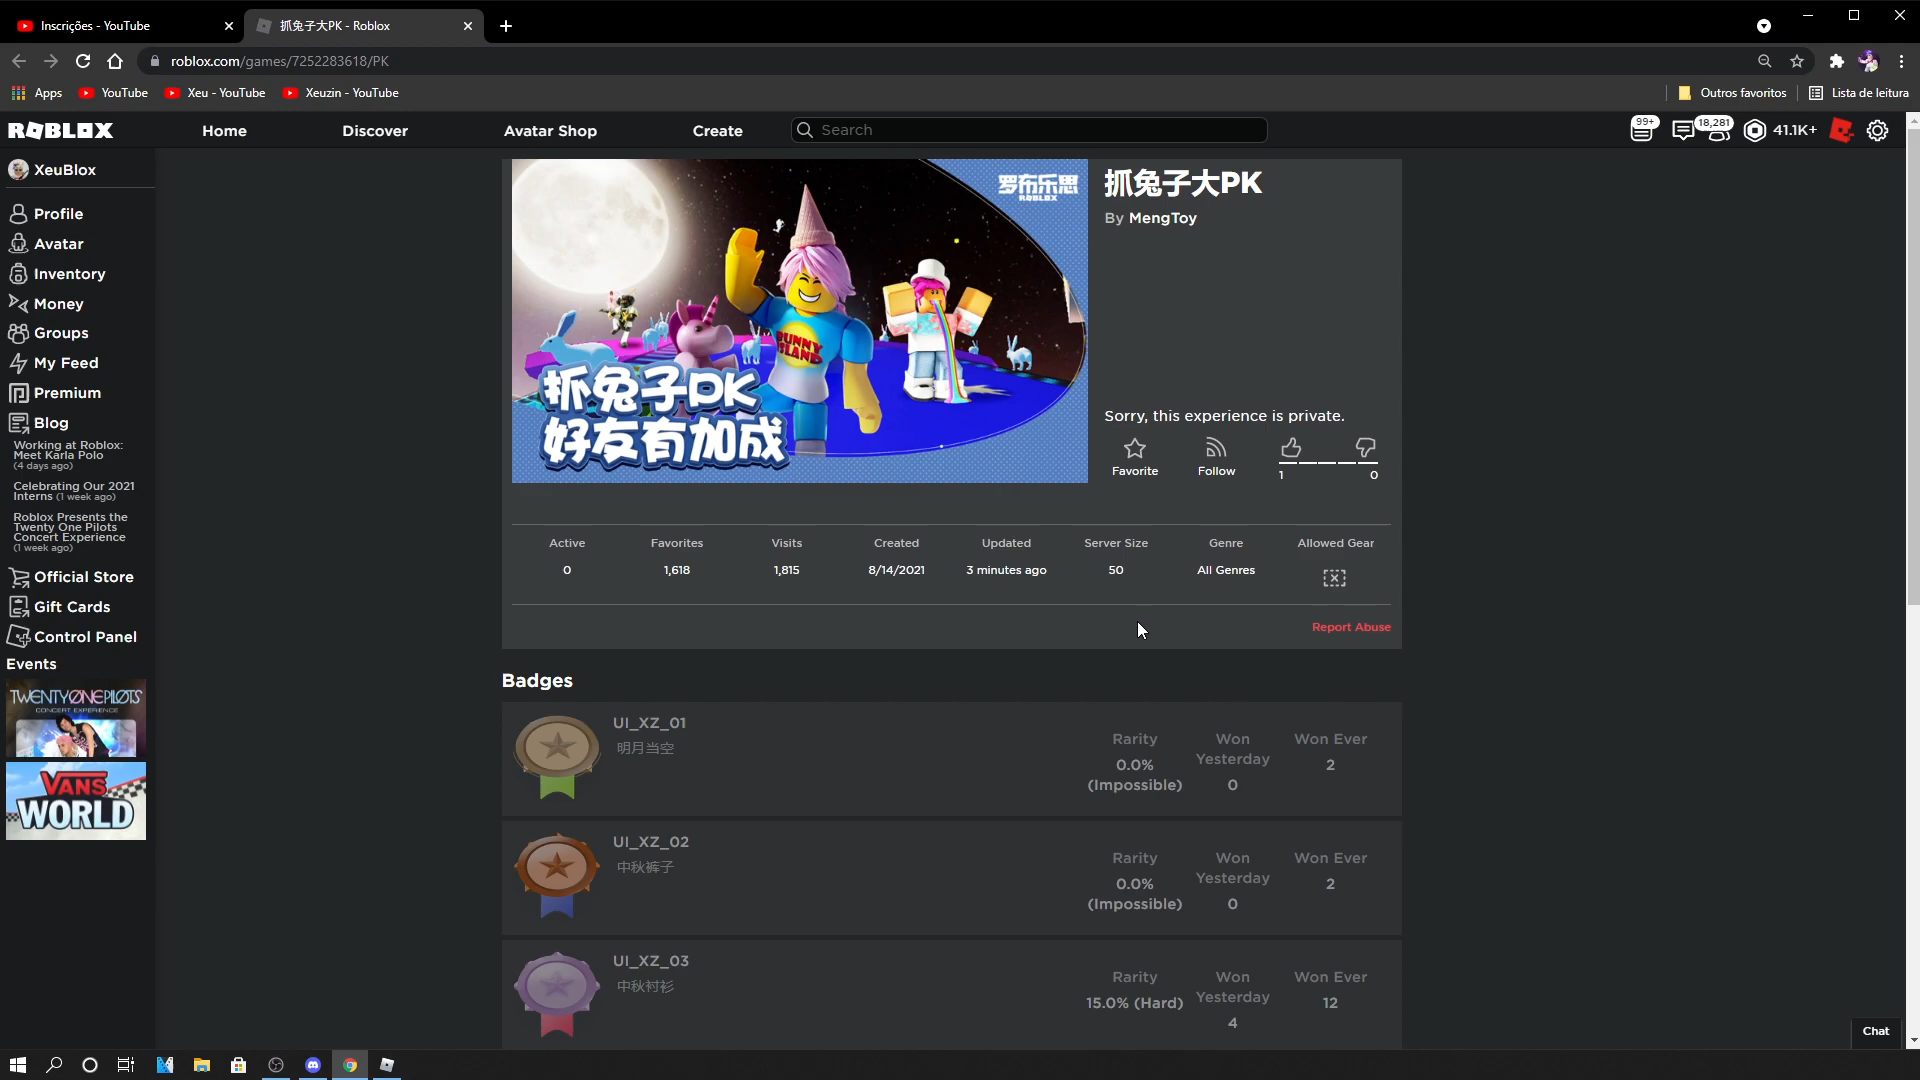 Inscrições - YouTube
抓兔子大PK - Roblox
roblox.com/games/7252283618/PK
Apps
YouTube
Xeu - YouTube
Xeuzin - YouTube
Outros favoritos
Lista de leitura
ROBLOX
Home
Discover
Avatar Shop
Create
Search
99+
18,281
41.1K+
XeuBlox
Profile
Avatar
Inventory
Money
Groups
My Feed
Premium
Blog
Working at Roblox:
Meet Karla Polo
(4 days ago)
Celebrating Our 2021
Interns (1 week ago)
Roblox Presents the
Twenty One Pilots
Concert Experience
(1 week ago)
Official Store
Gift Cards
Control Panel
Events
TWENTY ONE PILOTS
CONCERT EXPERIENCE
VANS
WORLD
罗布乐思
ROBLOX
BUNNY
ISLAND
抓兔子PK
好友有加成
抓兔子大PK
By MengToy
Sorry, this experience is private.
Favorite
Follow
1
0
Active
Favorites
Visits
Created
Updated
Server Size
Genre
Allowed Gear
0
1,618
1,815
8/14/2021
3 minutes ago
50
All Genres
Report Abuse
Badges
UI_XZ_01
明月当空
Rarity
0.0%
(Impossible)
Won
Yesterday
0
Won Ever
2
UI_XZ_02
中秋裤子
Rarity
0.0%
(Impossible)
Won
Yesterday
0
Won Ever
2
UI_XZ_03
中秋衬衫
Rarity
15.0% (Hard)
Won
Yesterday
4
Won Ever
12
Chat